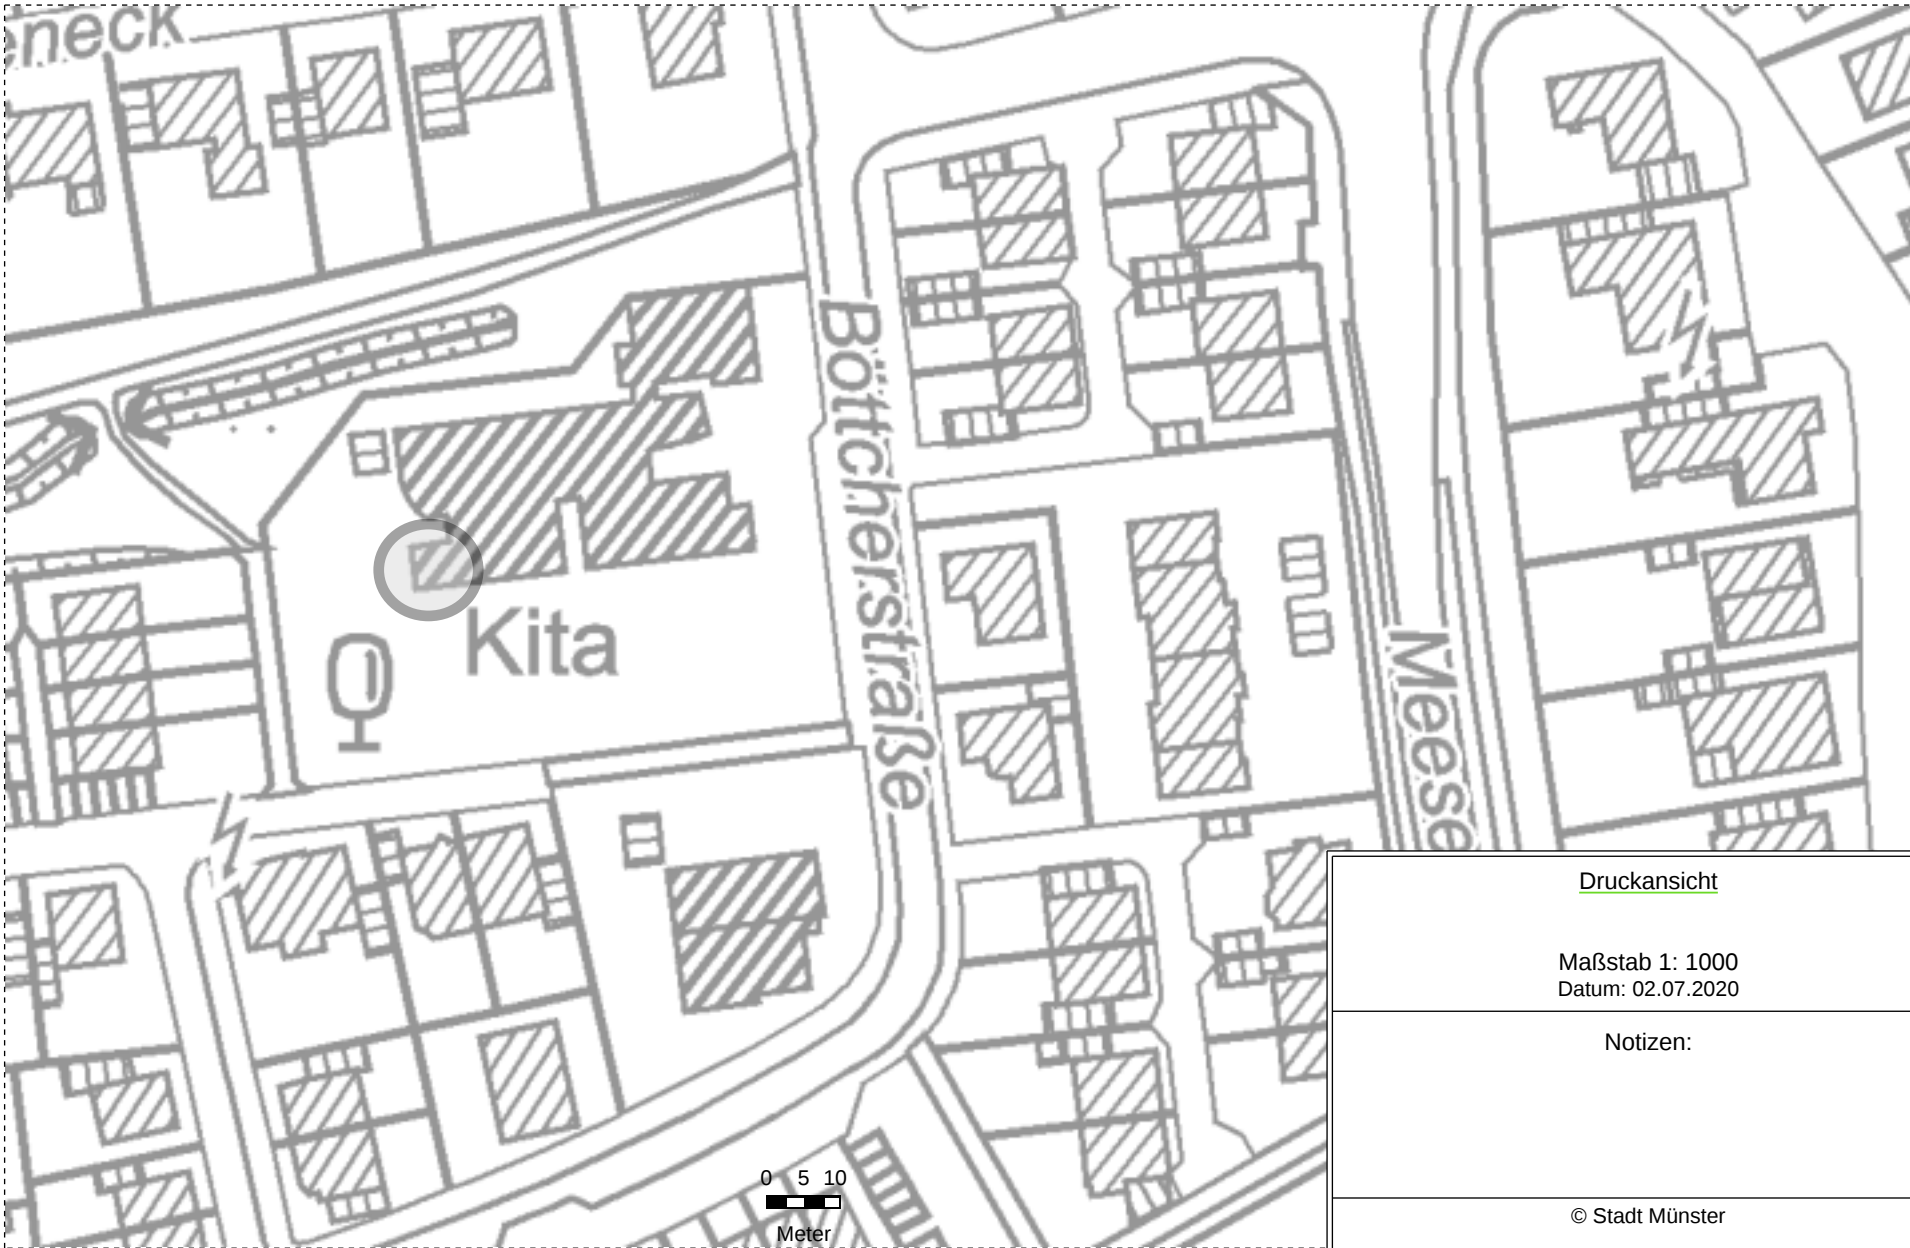 eneck
Böttcherstraße
Kita
Meese
Druckansicht
Maßstab 1: 1000
Datum: 02.07.2020
Notizen:
0 5 10
Meter
© Stadt Münster